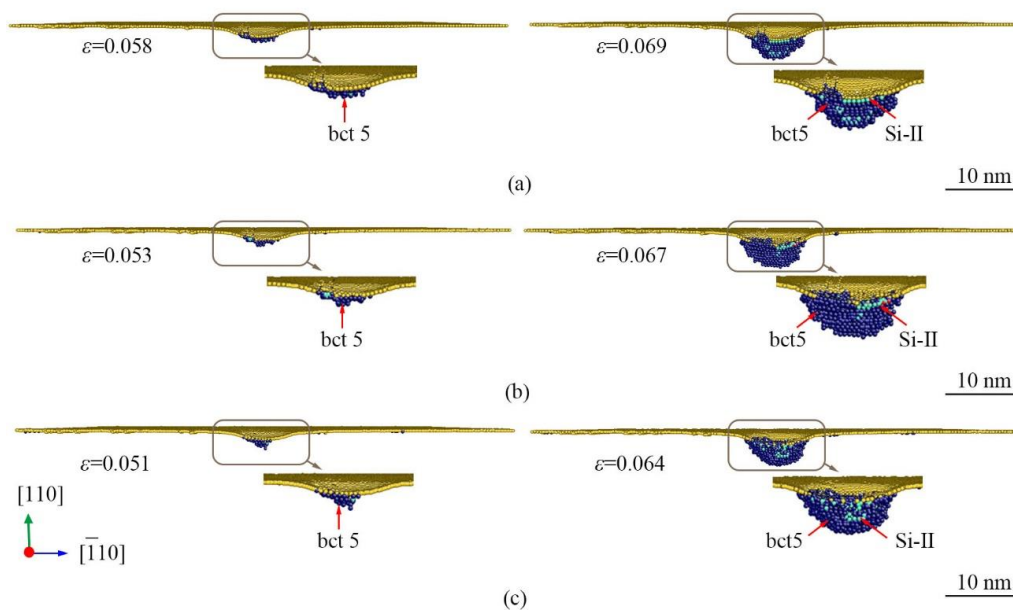 ε=0.058
bct 5
ε=0.069
bct5
Si-II
(a)
10 nm
ε=0.053
bct 5
ε=0.067
bct5
Si-II
(b)
10 nm
ε=0.051
bct 5
ε=0.064
bct5
Si-II
[110]
[1̅10]
(c)
10 nm